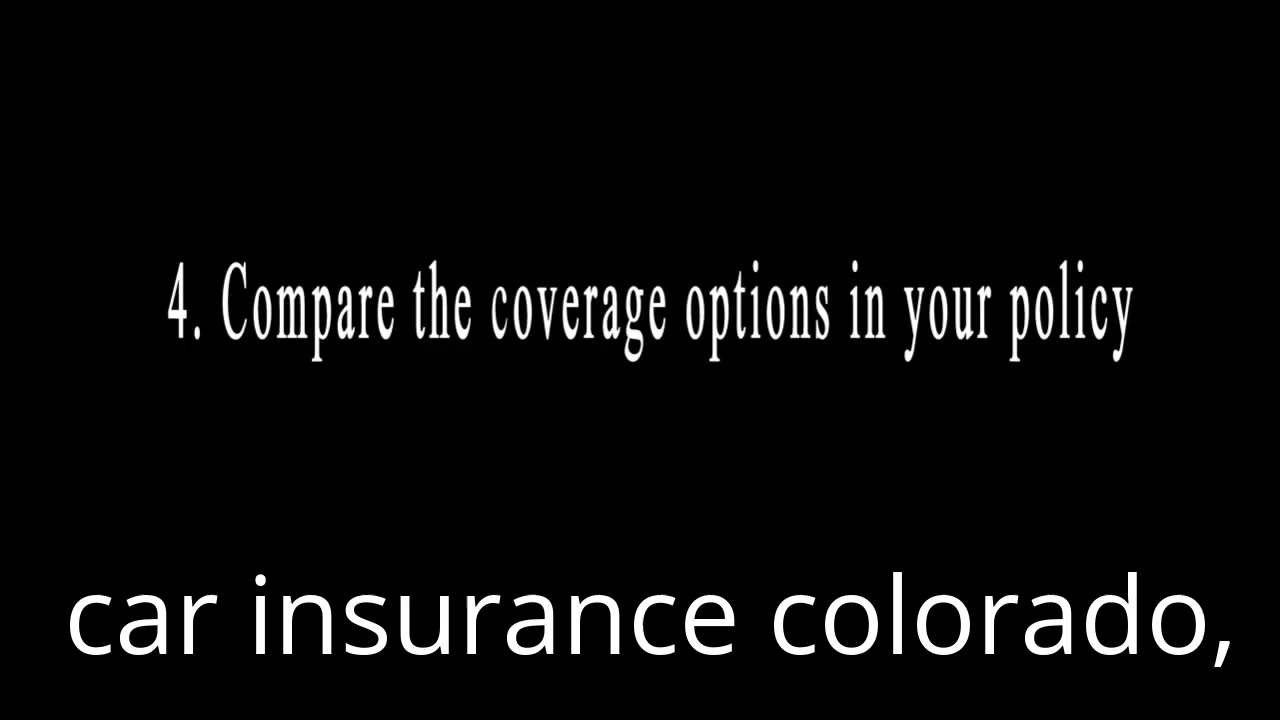 4. Compare the coverage options in your policy
car insurance colorado,